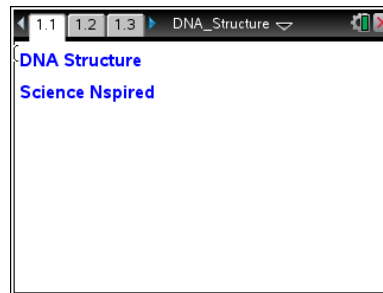 1.1 1.2 1.3 DNA_Structure
DNA Structure
Science Nspired